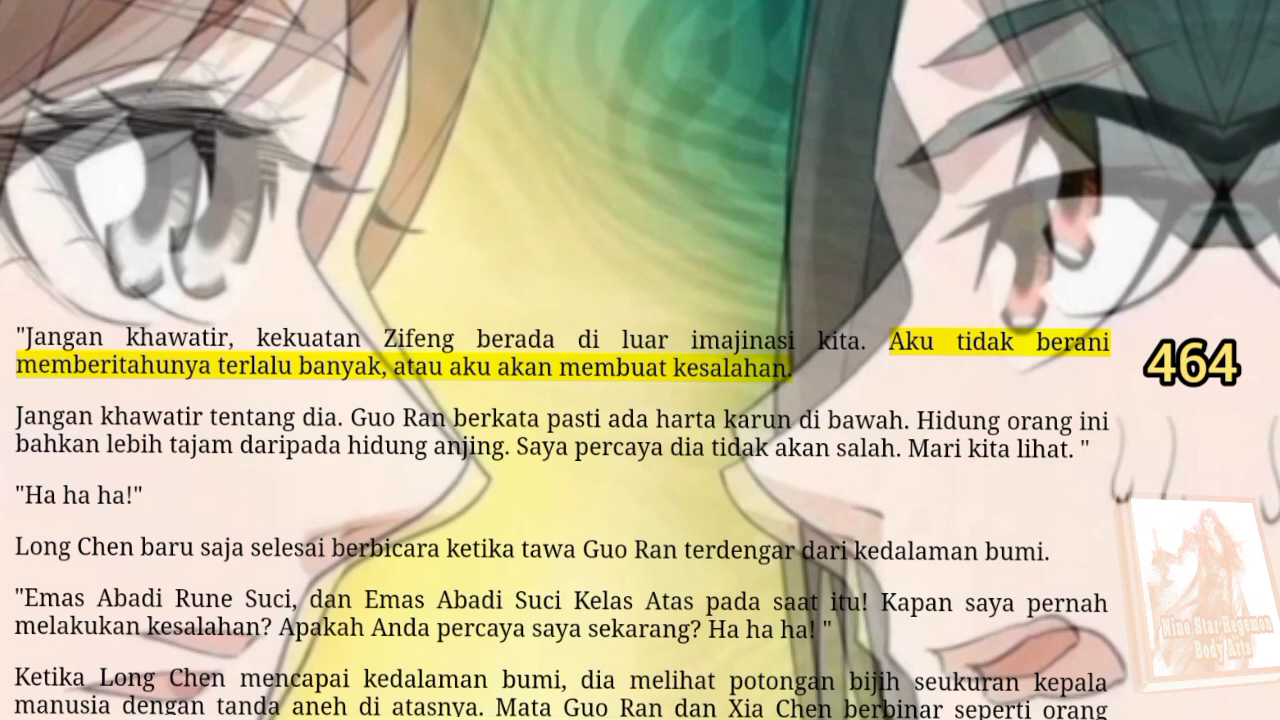 "Jangan khawatir, kekuatan Zifeng berada di luar imajinasi kita. Aku tidak berani
memberitahunya terlalu banyak, atau aku akan membuat kesalahan.
464
Jangan khawatir tentang dia. Guo Ran berkata pasti ada harta karun di bawah. Hidung orang ini
bahkan lebih tajam daripada hidung anjing. Saya percaya dia tidak akan salah. Mari kita lihat. "
"Ha ha ha!"
Long Chen baru saja selesai berbicara ketika tawa Guo Ran terdengar dari kedalaman bumi.
"Emas Abadi Rune Suci, dan Emas Abadi Suci Kelas Atas pada saat itu! Kapan saya pernah
melakukan kesalahan? Apakah Anda percaya saya sekarang? Ha ha ha! "
Nine Star Hegemon
Body Arts
Ketika Long Chen mencapai kedalaman bumi, dia melihat potongan bijih seukuran kepala
manusia dengan tanda aneh di atasnya. Mata Guo Ran dan Xia Chen berbinar seperti orang